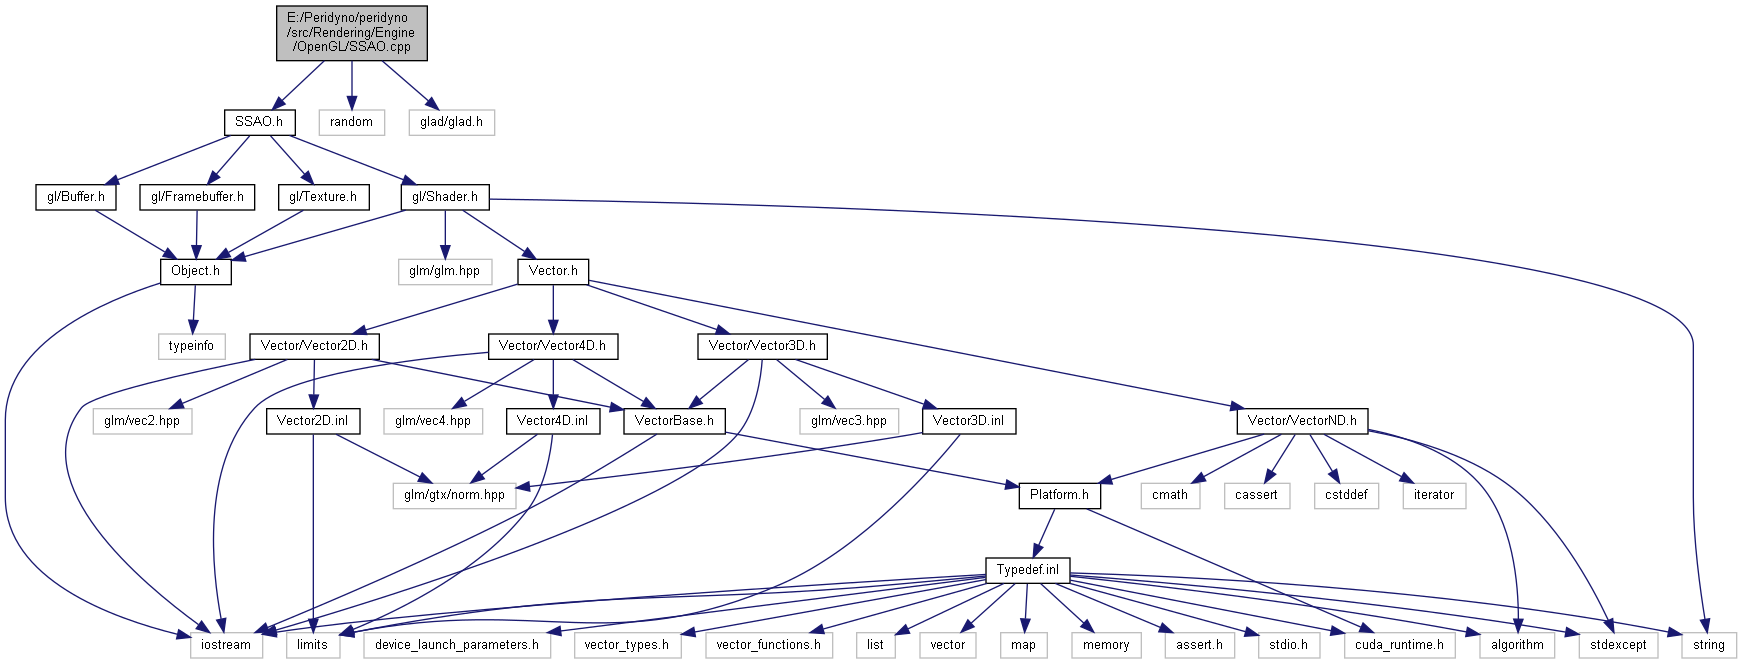 E:/Peridyno/peridyno
/src/Rendering/Engine
/OpenGL/SSAO.cpp
SSAO.h
random
glad/glad.h
gl/Buffer.h
gl/Framebuffer.h
gl/Texture.h
gl/Shader.h
Object.h
glm/glm.hpp
Vector.h
typeinfo
Vector/Vector2D.h
Vector/Vector4D.h
Vector/Vector3D.h
glm/vec2.hpp
Vector2D.inl
glm/vec4.hpp
Vector4D.inl
VectorBase.h
glm/vec3.hpp
Vector3D.inl
Vector/VectorND.h
glm/gtx/norm.hpp
Platform.h
cmath
cassert
cstddef
iterator
Typedef.inl
iostream
limits
device_launch_parameters.h
vector_types.h
vector_functions.h
list
vector
map
memory
assert.h
stdio.h
cuda_runtime.h
algorithm
stdexcept
string